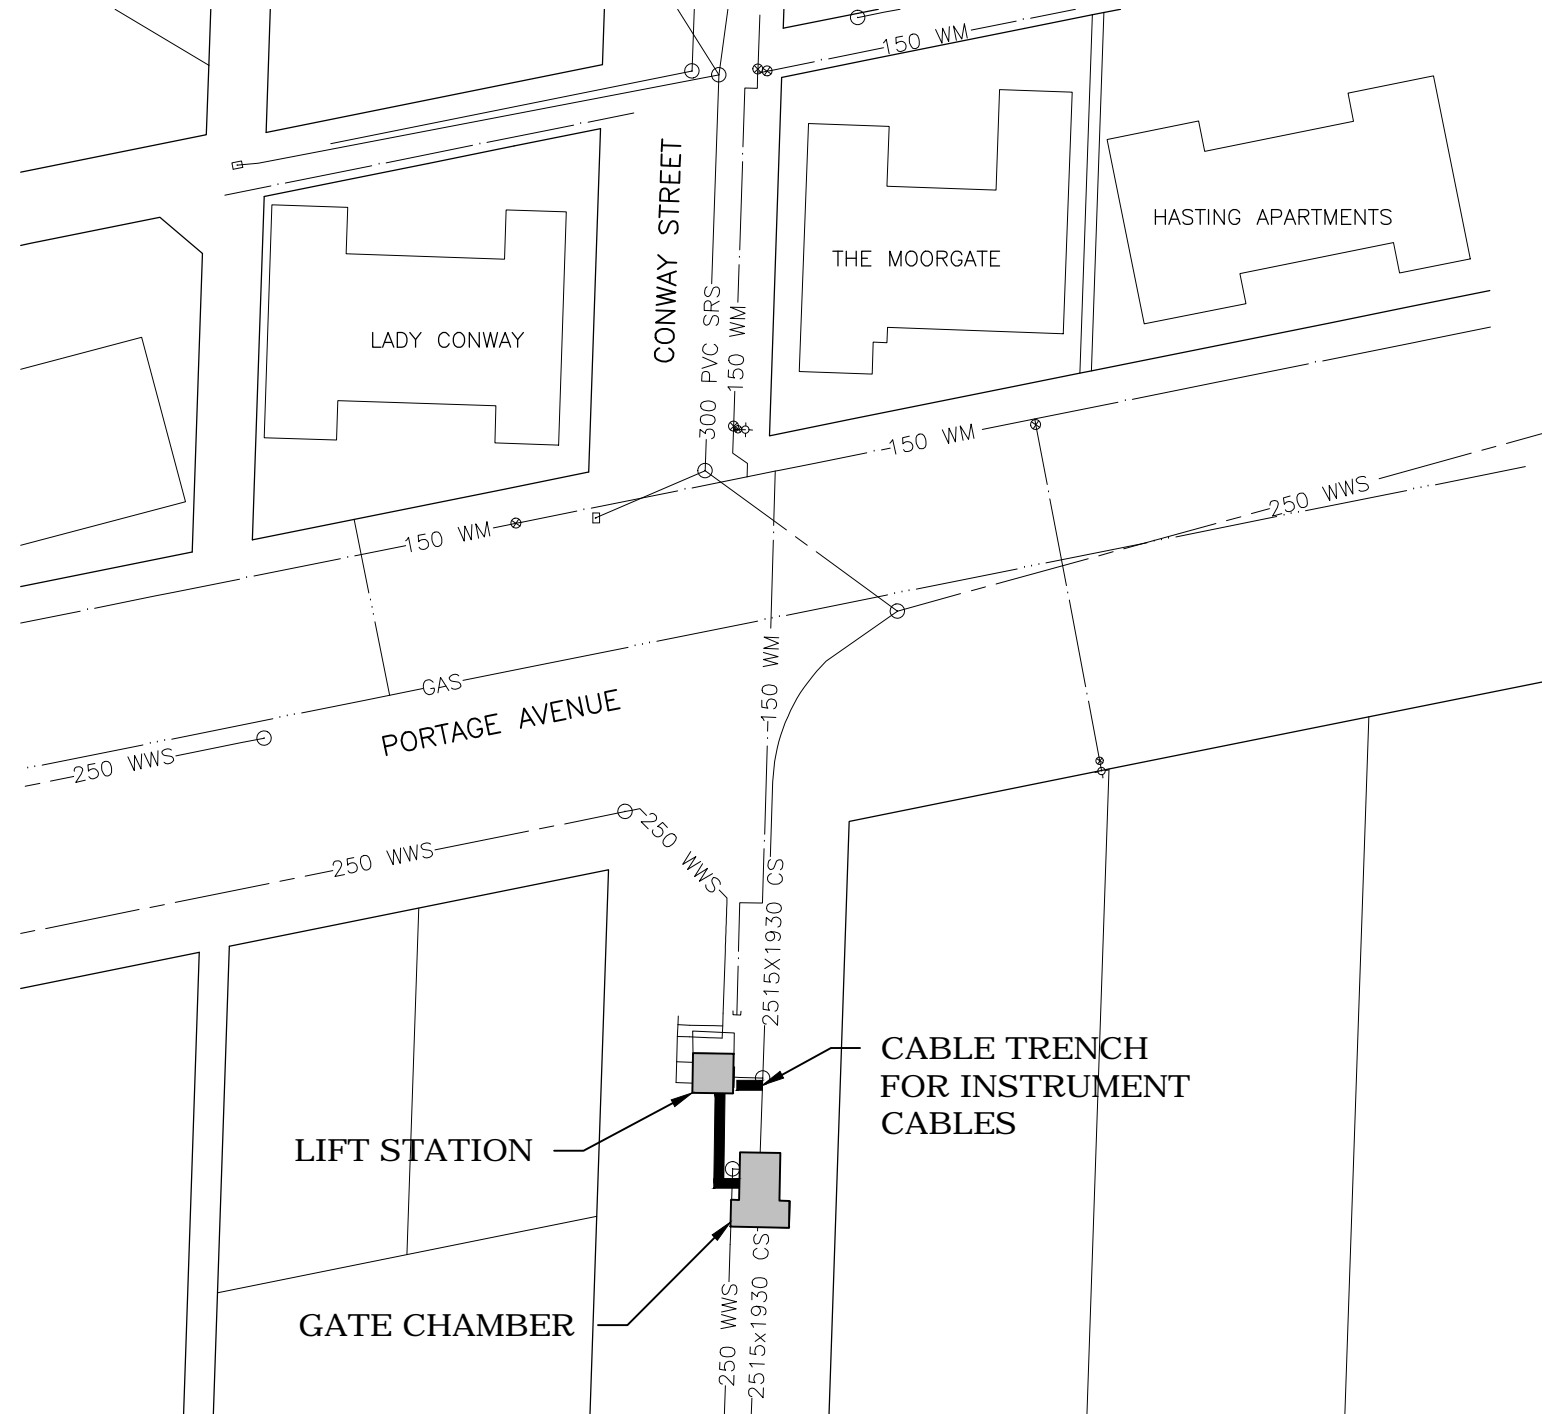 150 WM
CONWAY STREET
HASTING APARTMENTS
THE MOORGATE
LADY CONWAY
300 PVC SRS
150 WM
150 WM
150 WM
250 WWS
150 WM
GAS
PORTAGE AVENUE
250 WWS
250 WWS
250 WWS
2515X1930 CS
CABLE TRENCH
FOR INSTRUMENT
CABLES
LIFT STATION
GATE CHAMBER
250 WWS
2515x1930 CS